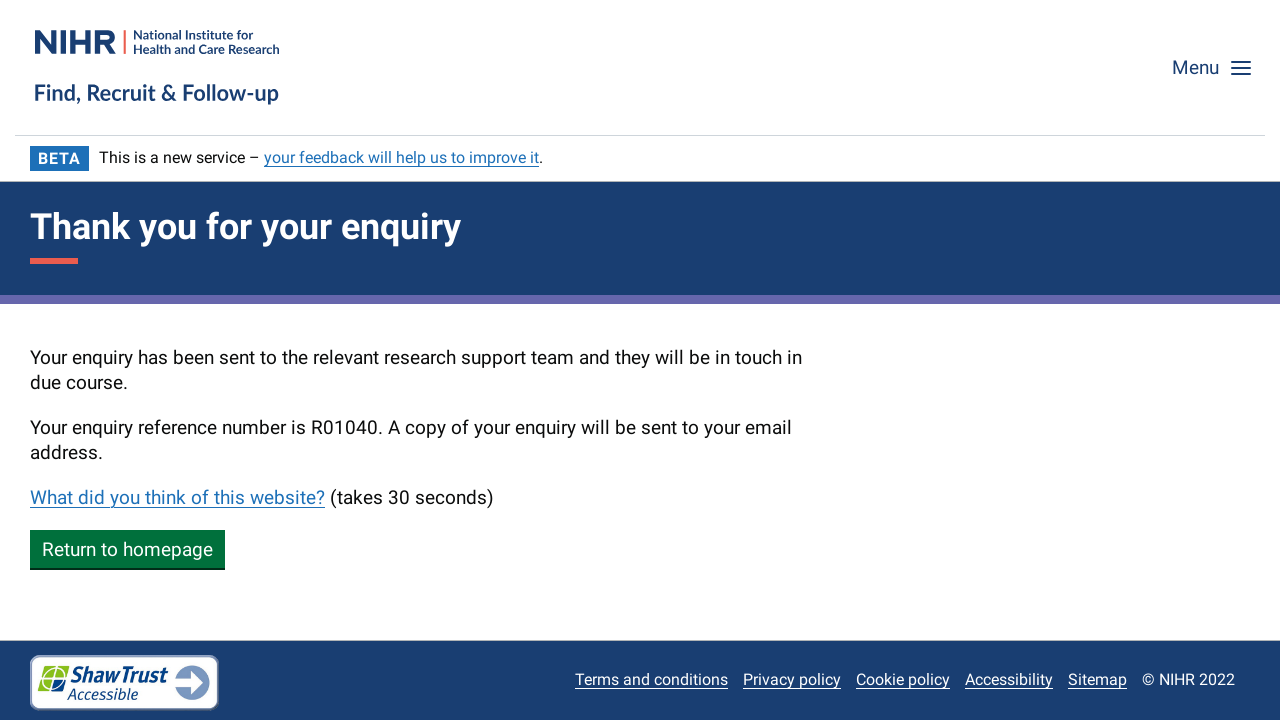 NIHR | National Institute for
Health and Care Research
Find, Recruit & Follow-up
Menu
BETA This is a new service – your feedback will help us to improve it.
Thank you for your enquiry
Your enquiry has been sent to the relevant research support team and they will be in touch in
due course.
Your enquiry reference number is R01040. A copy of your enquiry will be sent to your email
address.
What did you think of this website? (takes 30 seconds)
Return to homepage
ShawTrust
Accessible
Terms and conditions Privacy policy Cookie policy Accessibility Sitemap © NIHR 2022